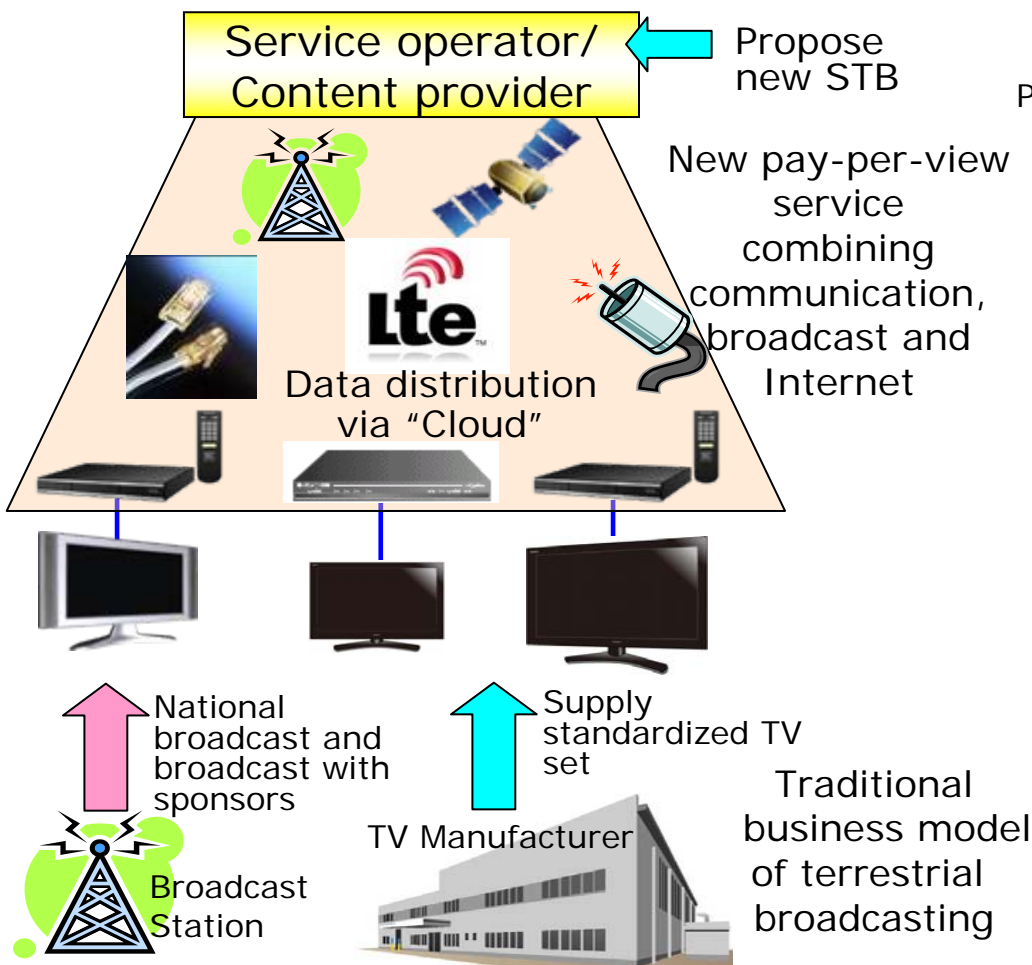 Service operator/
Content provider
Propose
new STB
P
New pay-per-view
service
combining
communication,
broadcast and
Internet
Lte
TM
Data distribution
via “Cloud”
National
broadcast and
broadcast with
sponsors
Supply
standardized TV
set
TV Manufacturer
Broadcast
Station
Traditional
business model
of terrestrial
broadcasting